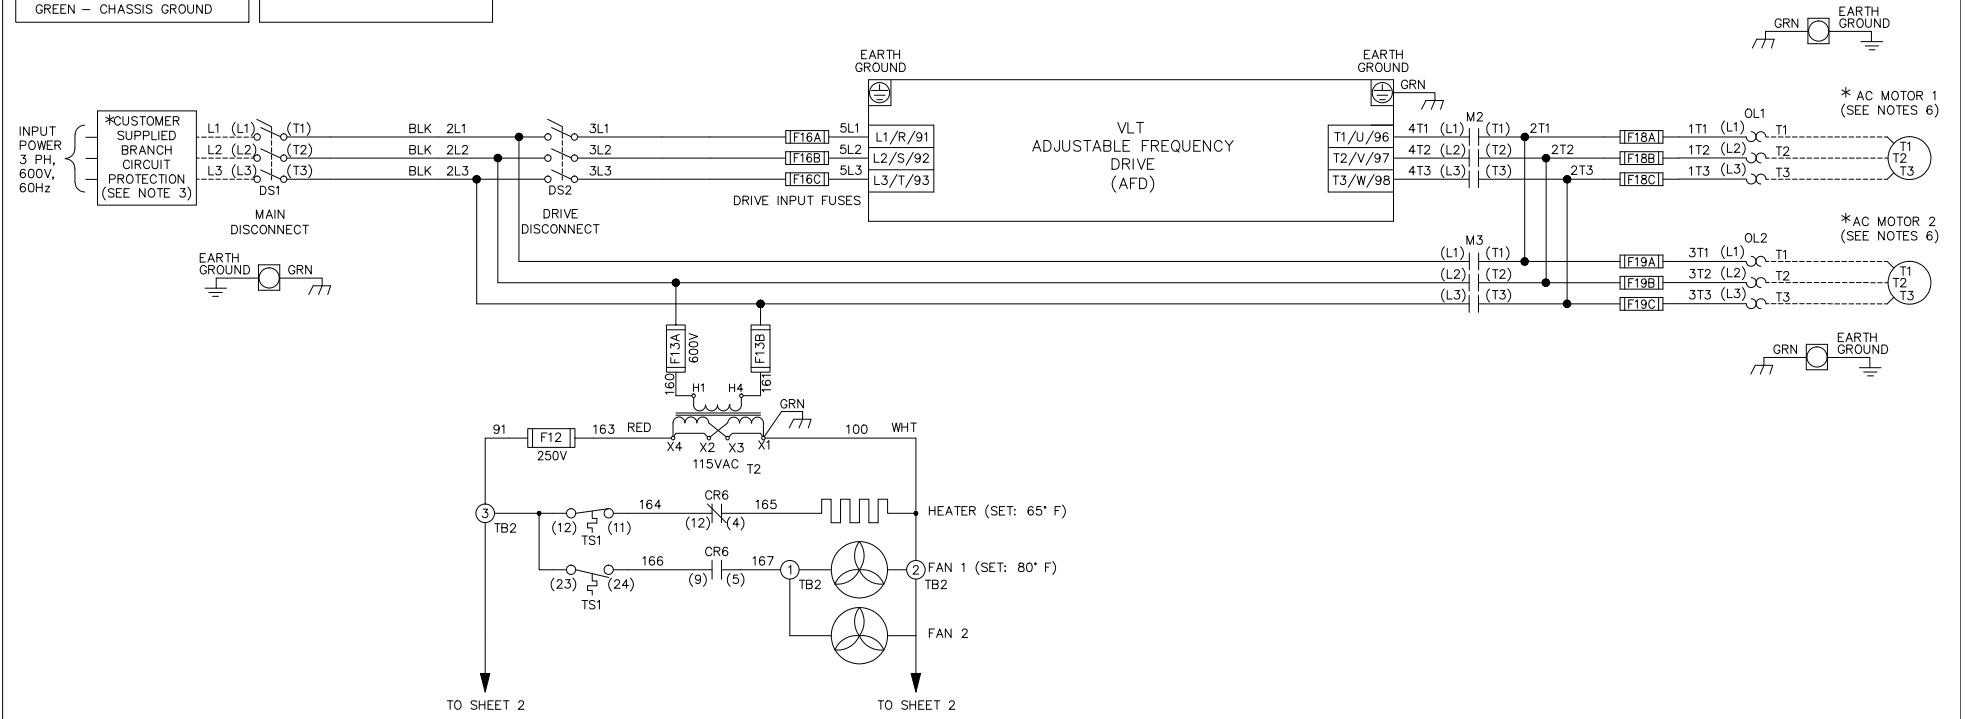 GREEN – CHASSIS GROUND
GRN
EARTH
GROUND
EARTH
GROUND
EARTH
GROUND
GRN
INPUT
POWER
3 PH,
600V,
60Hz
*CUSTOMER
SUPPLIED
BRANCH
CIRCUIT
PROTECTION
(SEE NOTE 3)
L1 (L1) (T1) BLK 2L1 3L1 F16A 5L1 L1/R/91
L2 (L2) (T2) BLK 2L2 3L2 F16B 5L2 L2/S/92
L3 (L3) (T3) BLK 2L3 3L3 F16C 5L3 L3/T/93
DS1
DS2
MAIN
DISCONNECT
DRIVE
DISCONNECT
DRIVE INPUT FUSES
VLT
ADJUSTABLE FREQUENCY
DRIVE
(AFD)
M2
OL1
T1/U/96 4T1 (L1) (T1) 2T1 F18A 1T1 (L1) T1
T2/V/97 4T2 (L2) (T2) 2T2 F18B 1T2 (L2) T2
T3/W/98 4T3 (L3) (T3) 2T3 F18C 1T3 (L3) T3
* AC MOTOR 1
(SEE NOTES 6)
T1
T2
T3
EARTH
GROUND
GRN
M3
OL2
(L1) (T1) F19A 3T1 (L1) T1
(L2) (T2) F19B 3T2 (L2) T2
(L3) (T3) F19C 3T3 (L3) T3
*AC MOTOR 2
(SEE NOTES 6)
T1
T2
T3
GRN
EARTH
GROUND
F13A
600V
F13B
160
H1
H4
161
GRN
91
F12
250V
163
RED
X4
X2
X3
X1
115VAC
T2
100
WHT
3
TB2
(12)
(11)
TS1
164
CR6
(12)
(4)
165
HEATER (SET: 65° F)
(23)
(24)
TS1
166
CR6
(9)
(5)
167
1
TB2
2
TB2
FAN 1 (SET: 80° F)
FAN 2
TO SHEET 2
TO SHEET 2